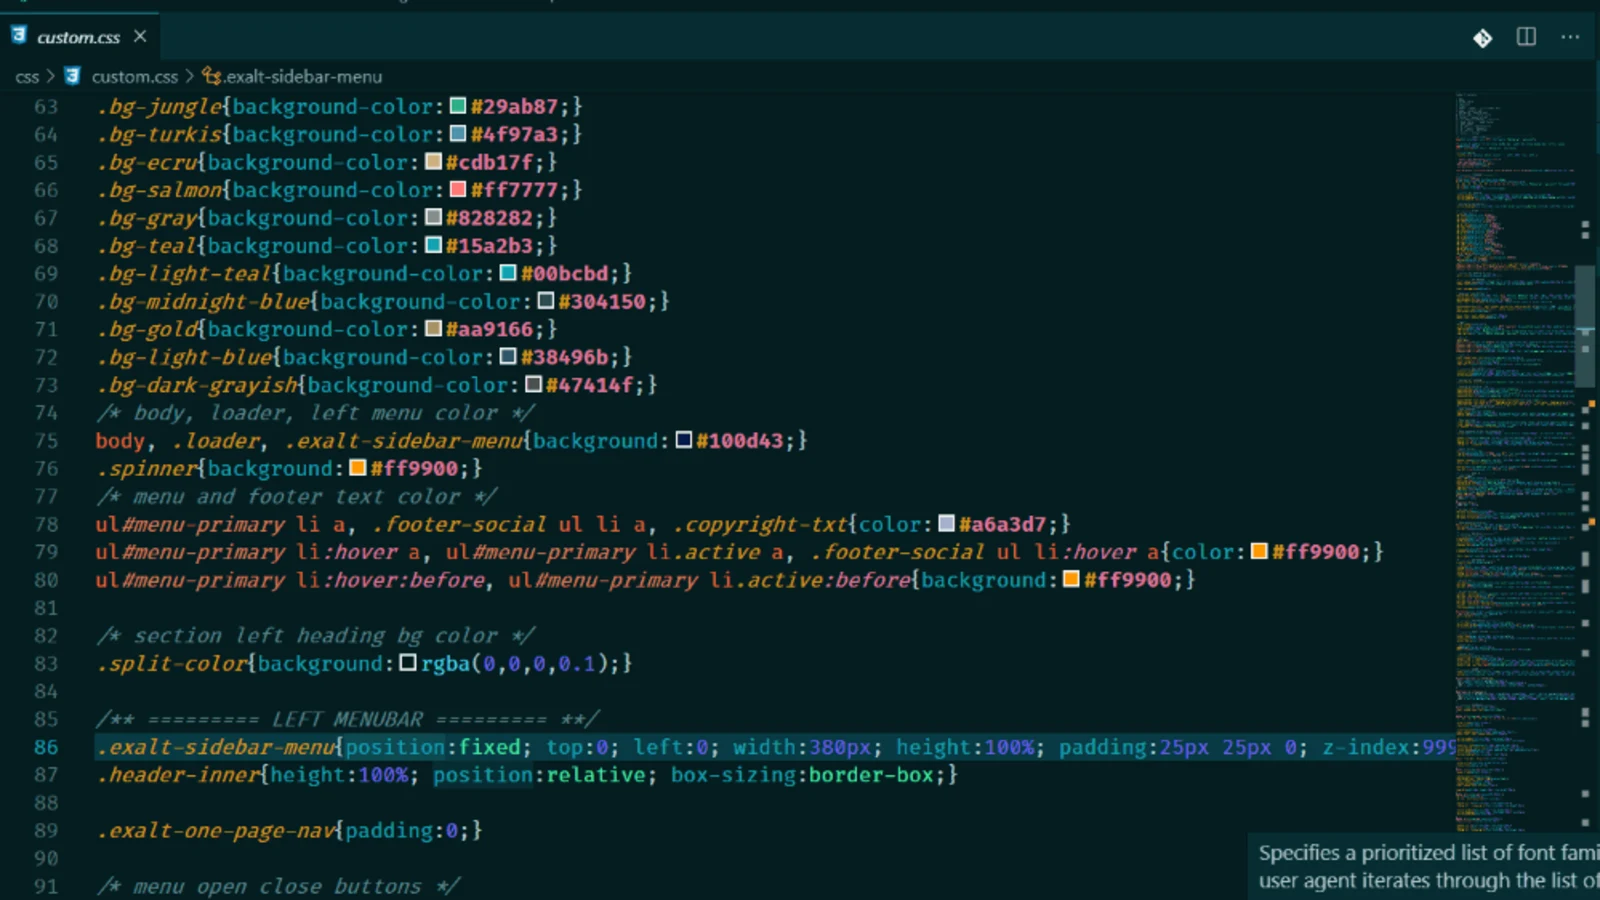 custom.css
css > custom.css > .exalt-sidebar-menu
63 .bg-jungle{background-color:#29ab87;}
64 .bg-turkis{background-color:#4f97a3;}
65 .bg-ecru{background-color:#cdb17f;}
66 .bg-salmon{background-color:#ff7777;}
67 .bg-gray{background-color:#828282;}
68 .bg-teal{background-color:#15a2b3;}
69 .bg-light-teal{background-color:#00bcbd;}
70 .bg-midnight-blue{background-color:#304150;}
71 .bg-gold{background-color:#aa9166;}
72 .bg-light-blue{background-color:#38496b;}
73 .bg-dark-grayish{background-color:#47414f;}
74 /* body, loader, left menu color */
75 body, .loader, .exalt-sidebar-menu{background:#100d43;}
76 .spinner{background:#ff9900;}
77 /* menu and footer text color */
78 ul#menu-primary li a, .footer-social ul li a, .copyright-txt{color:#a6a3d7;}
79 ul#menu-primary li:hover a, ul#menu-primary li.active a, .footer-social ul li:hover a{color:#ff9900;}
80 ul#menu-primary li:hover:before, ul#menu-primary li.active:before{background:#ff9900;}
81
82 /* section left heading bg color */
83 .split-color{background:rgba(0,0,0,0.1);}
84
85 /** ========= LEFT MENUBAR ========= **/
86 .exalt-sidebar-menu{position:fixed; top:0; left:0; width:380px; height:100%; padding:25px 25px 0; z-index:999
87 .header-inner{height:100%; position:relative; box-sizing:border-box;}
88
89 .exalt-one-page-nav{padding:0;}
90
91 /* menu open close buttons */
Specifies a prioritized list of font fami
user agent iterates through the list of